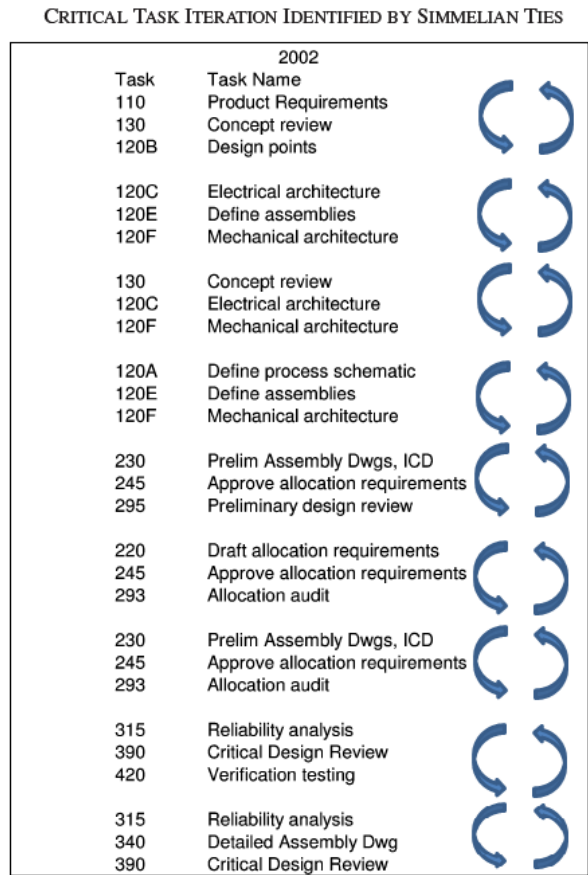 CRITICAL TASK ITERATION IDENTIFIED BY SIMMELIAN TIES
2002
Task Task Name
110 Product Requirements
130 Concept review
120B Design points
120C Electrical architecture
120E Define assemblies
120F Mechanical architecture
130 Concept review
120C Electrical architecture
120F Mechanical architecture
120A Define process schematic
120E Define assemblies
120F Mechanical architecture
230 Prelim Assembly Dwgs, ICD
245 Approve allocation requirements
295 Preliminary design review
220 Draft allocation requirements
245 Approve allocation requirements
293 Allocation audit
230 Prelim Assembly Dwgs, ICD
245 Approve allocation requirements
293 Allocation audit
315 Reliability analysis
390 Critical Design Review
420 Verification testing
315 Reliability analysis
340 Detailed Assembly Dwg
390 Critical Design Review